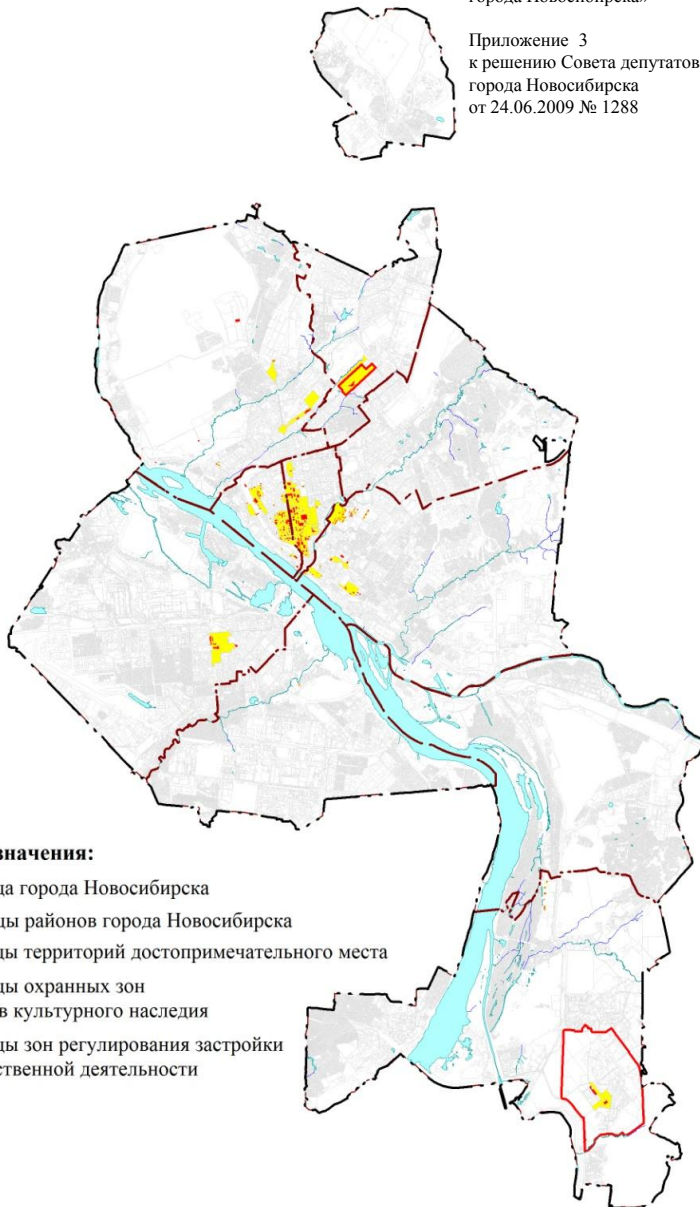 города Новосибирска»
Приложение 3
к решению Совета депутатов
города Новосибирска
от 24.06.2009 № 1288
значения:
ца города Новосибирска
цы районов города Новосибирска
цы территорий достопримечательного места
цы охранных зон
в культурного наследия
цы зон регулирования застройки
ственной деятельности